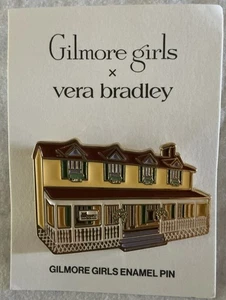 Gilmore girls
×
vera bradley
GILMORE GIRLS ENAMEL PIN